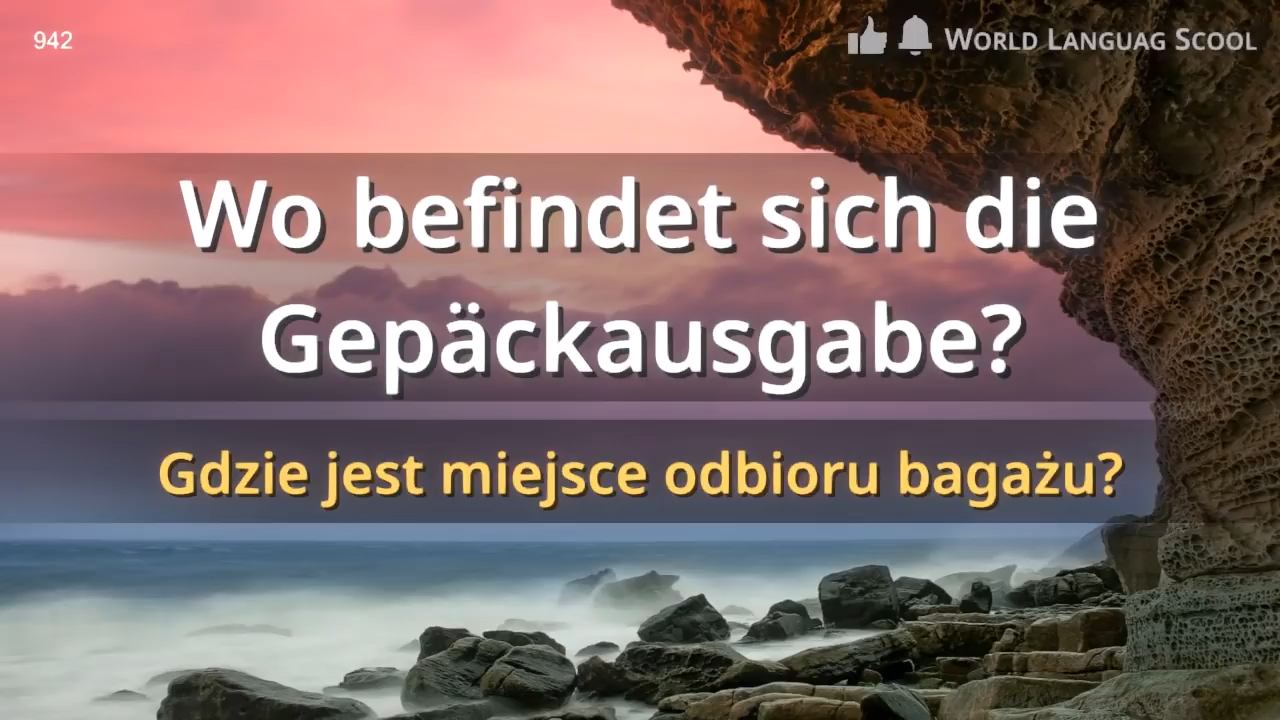 942
WORLD LANGUAG SCOOL
Wo befindet sich die
Gepäckausgabe?
Gdzie jest miejsce odbioru bagażu?